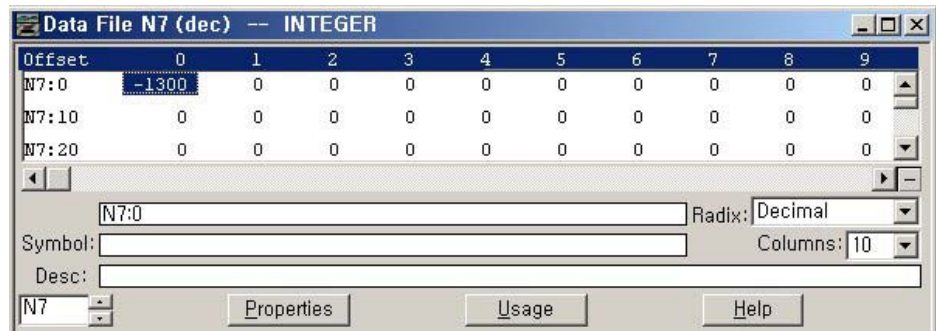 Data File N7 (dec) -- INTEGER
Offset 0 1 2 3 4 5 6 7 8 9
N7:0 -1300 0 0 0 0 0 0 0 0 0
N7:10 0 0 0 0 0 0 0 0 0 0
N7:20 0 0 0 0 0 0 0 0 0 0
N7:0 Radix: Decimal
Symbol: Columns: 10
Desc:
N7 Properties Usage Help